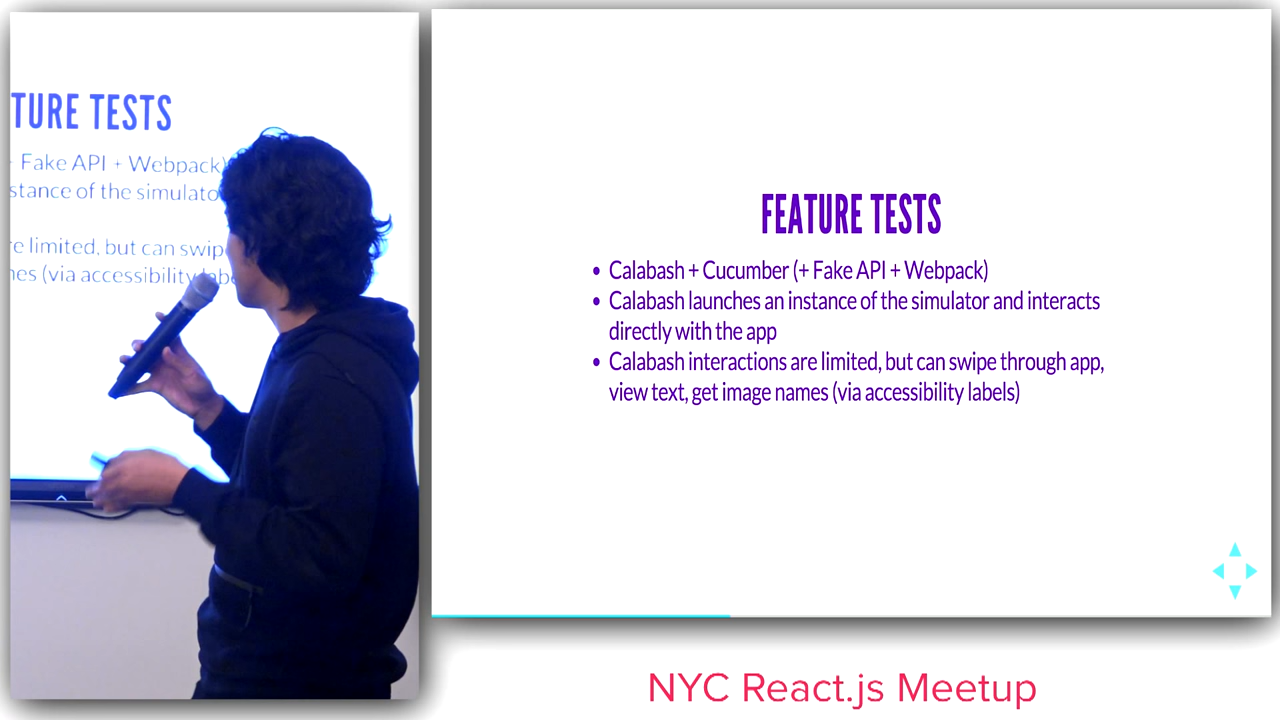 TURE TESTS
Fake API + Webpack)
stance of the simulato
re limited, but can swip
nes (via accessibility labe
FEATURE TESTS
• Calabash + Cucumber (+ Fake API + Webpack)
• Calabash launches an instance of the simulator and interacts
directly with the app
• Calabash interactions are limited, but can swipe through app,
view text, get image names (via accessibility labels)
NYC React.js Meetup